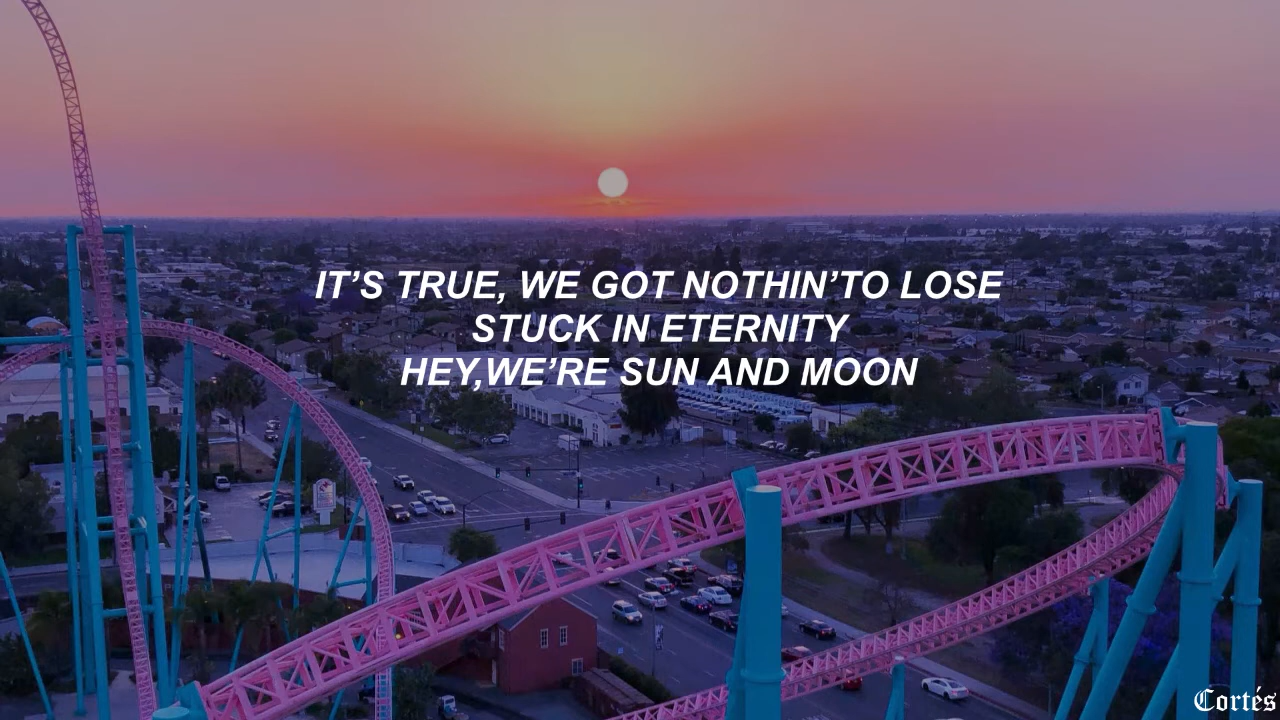 IT’S TRUE, WE GOT NOTHIN’TO LOSE
STUCK IN ETERNITY
HEY,WE’RE SUN AND MOON
Cortés